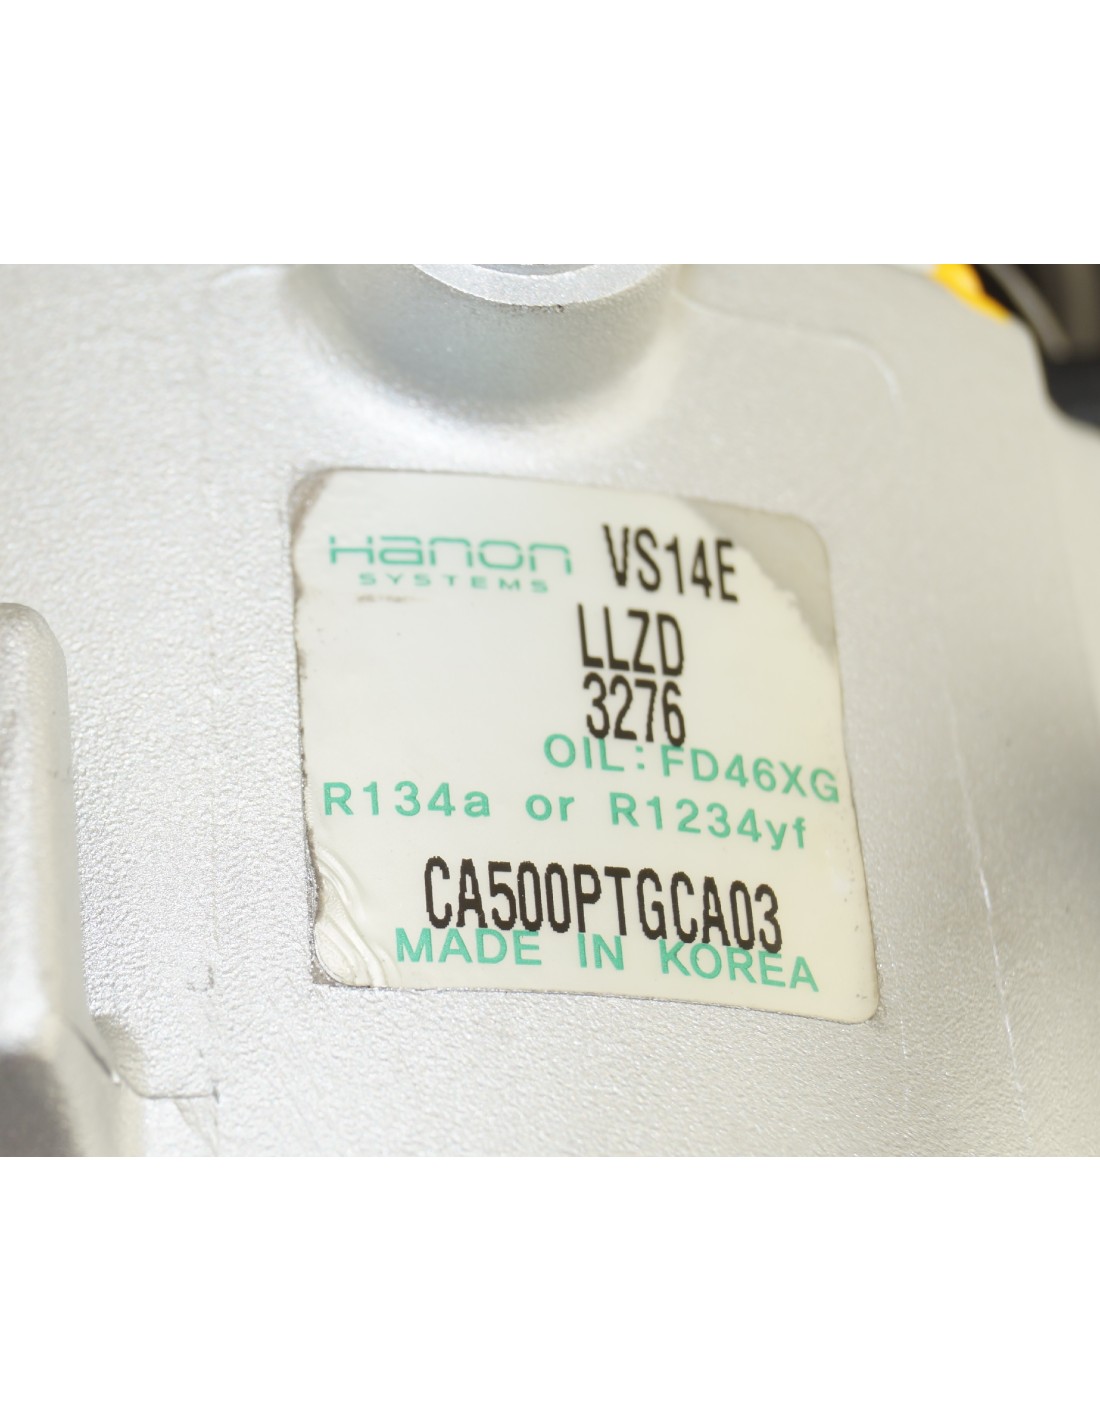 Hanon VS14E
SYSTEMS
LLZD
3276
OIL: FD46XG
R134a or R1234yf
CA500PTGCA03
MADE IN KOREA